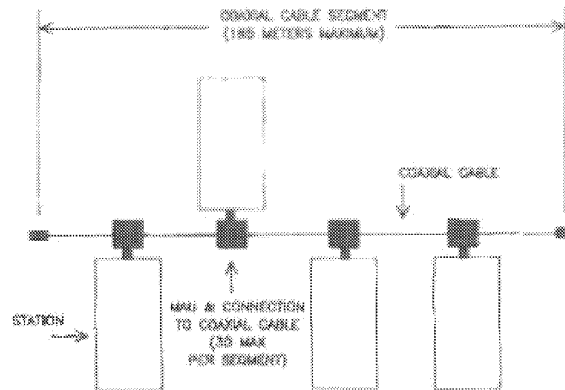 COAXIAL CABLE SEGMENT
(185 METERS MAXIMUM)
COAXIAL CABLE
STATION
MAU & CONNECTION
TO COAXIAL CABLE
(30 MAX
PER SEGMENT)